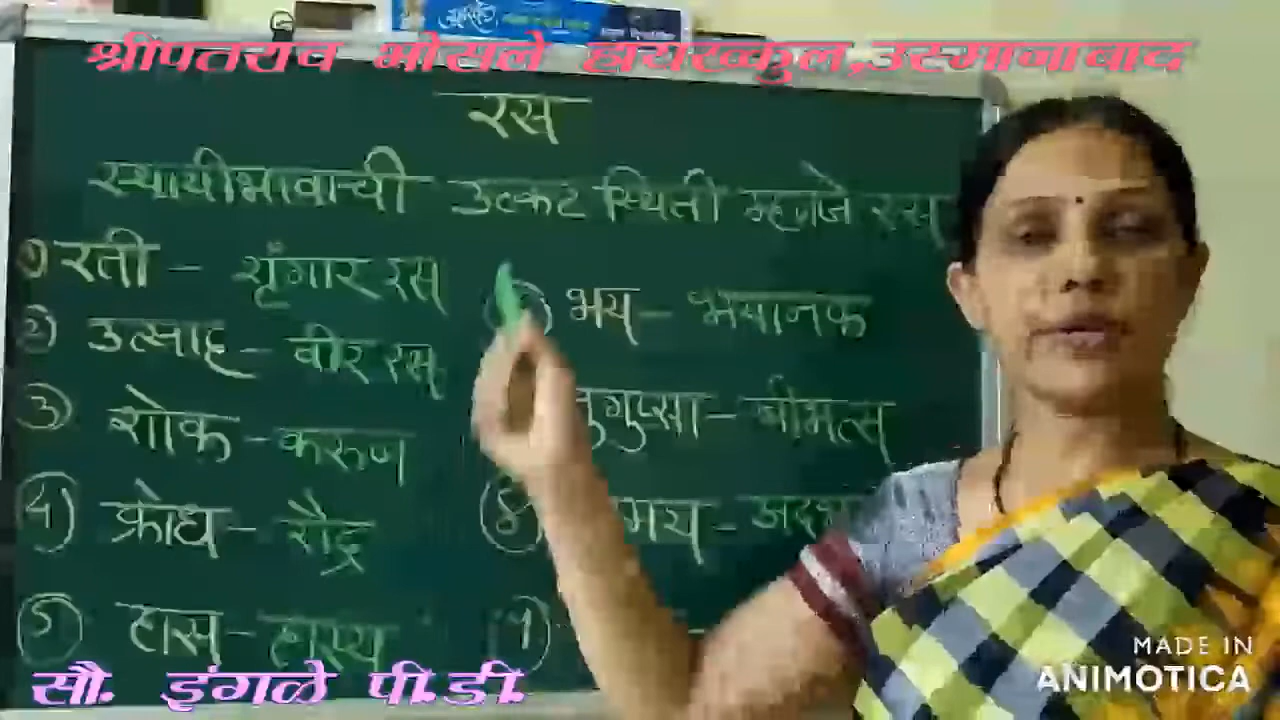 श्रीपतराव भोसले हायस्कुल,उस्मानाबाद
रस
स्थायीभावाची उत्कट स्थिती म्हणजे रस
१ रती - शृंगार रस
२ उत्साह - वीर रस
३ शोक - करूण
४ क्रोध - रौद्र
५ हास - हास्य
भय - भयानक
जुगुप्सा - बीभत्स
८
९
सौ. इंगळे पी.डी.
MADE IN
ANIMOTICA